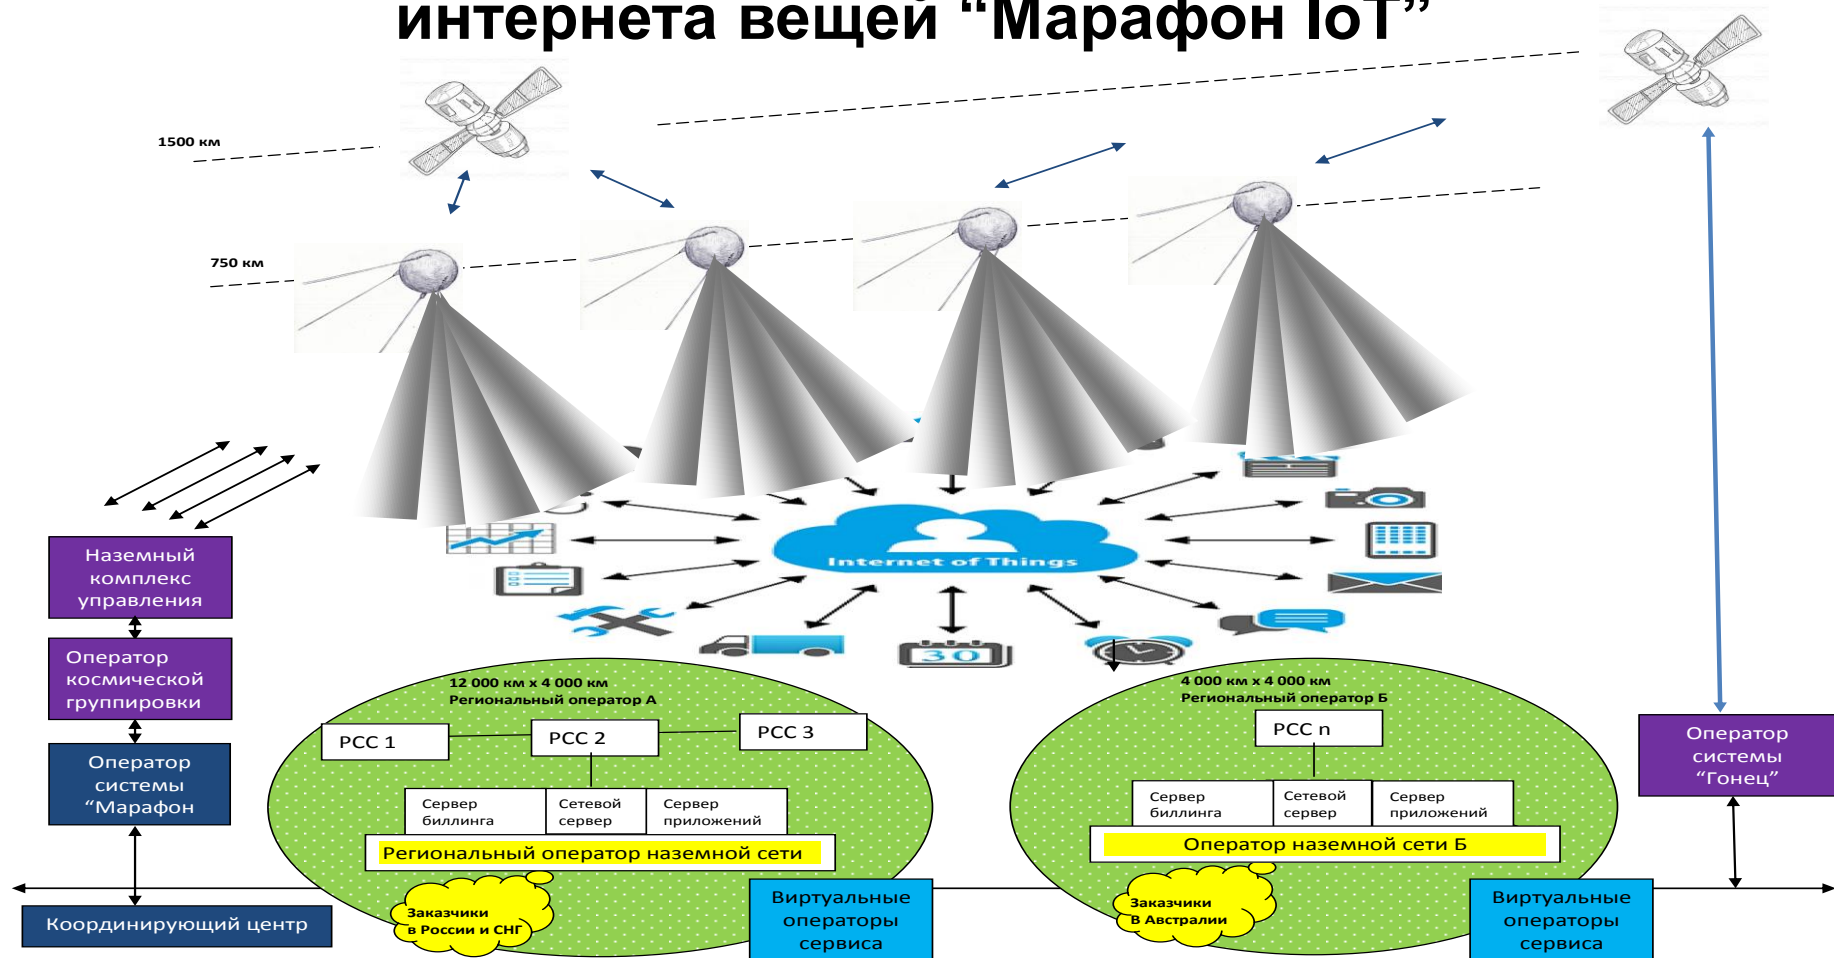 интернета вещей “Марафон IoT”
1500 км
750 км
Internet of Things
30
Наземный
комплекс
управления
Оператор
космической
группировки
Оператор
системы
“Марафон
Координирующий центр
12 000 км х 4 000 км
Региональный оператор А
РСС 1
РСС 2
РСС 3
Сервер
биллинга
Сетевой
сервер
Сервер
приложений
Региональный оператор наземной сети
Заказчики
в России и СНГ
Виртуальные
операторы
сервиса
4 000 км х 4 000 км
Региональный оператор Б
РСС n
Сервер
биллинга
Сетевой
сервер
Сервер
приложений
Оператор наземной сети Б
Заказчики
В Австралии
Виртуальные
операторы
сервиса
Оператор
системы
“Гонец”